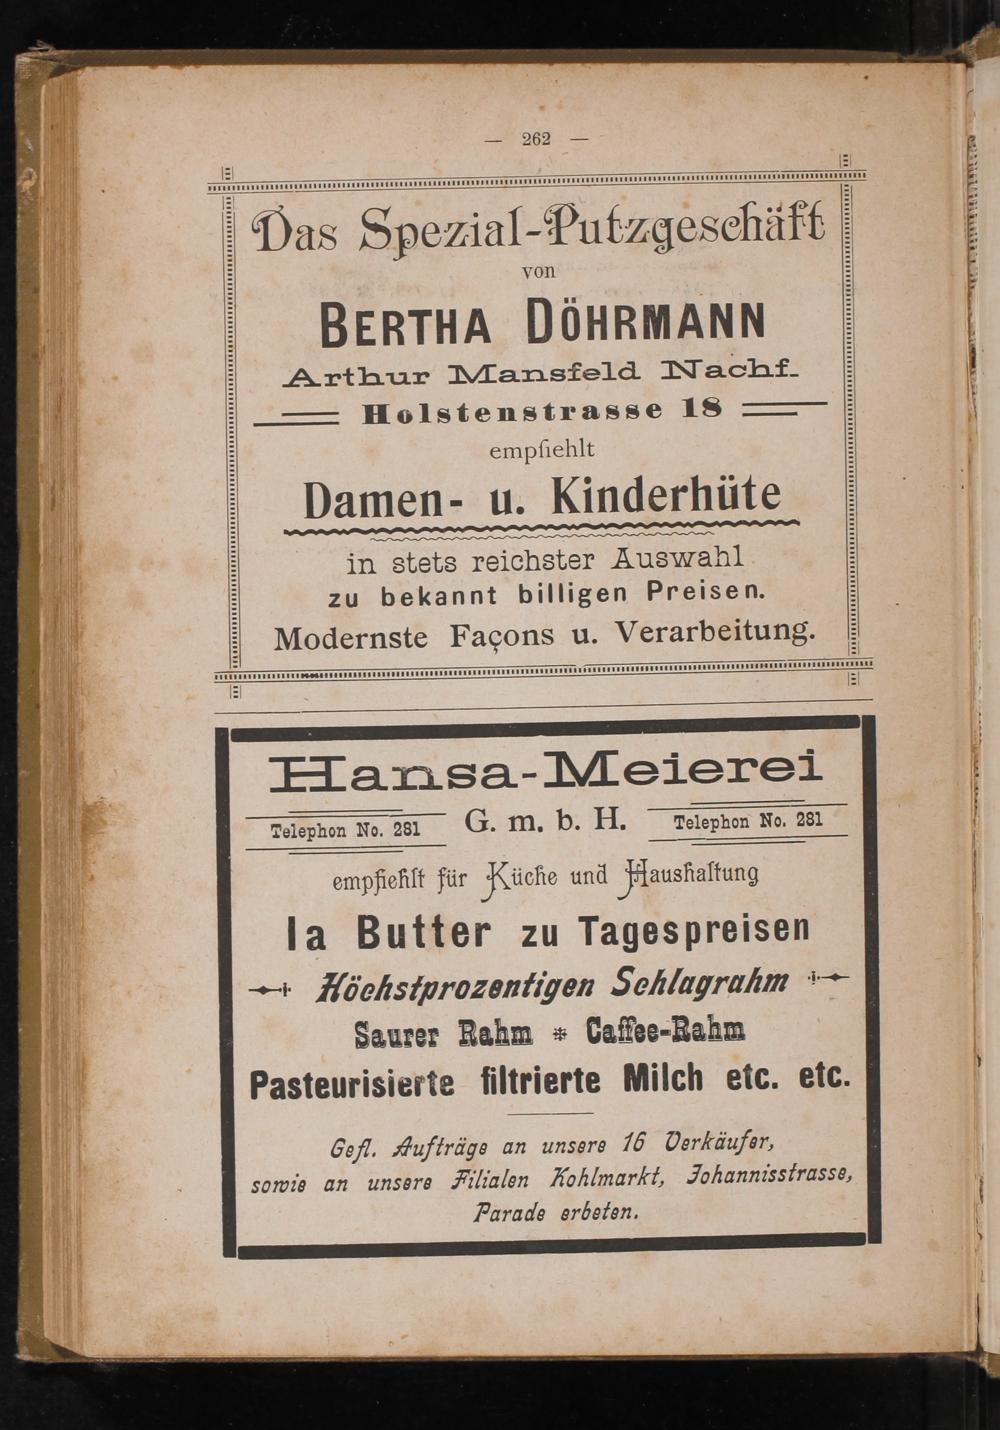 — 262 —
Das Spezial-Putzgeschäft
von
BERTHA DÖHRMANN
Arthur Mansfeld Nachf.
Holstenstrasse 18
empfiehlt
Damen- u. Kinderhüte
in stets reichster Auswahl
zu bekannt billigen Preisen.
Modernste Façons u. Verarbeitung.
Hansa-Meierei
Telephon No. 281 G. m. b. H. Telephon No. 281
empfiehlt für Küche und Haushaltung
Ia Butter zu Tagespreisen
Höchstprozentigen Schlagrahm
Saurer Rahm * Caffee-Rahm
Pasteurisierte filtrierte Milch etc. etc.
Gefl. Aufträge an unsere 16 Verkäufer,
sowie an unsere Filialen Kohlmarkt, Johannisstrasse,
Parade erbeten.